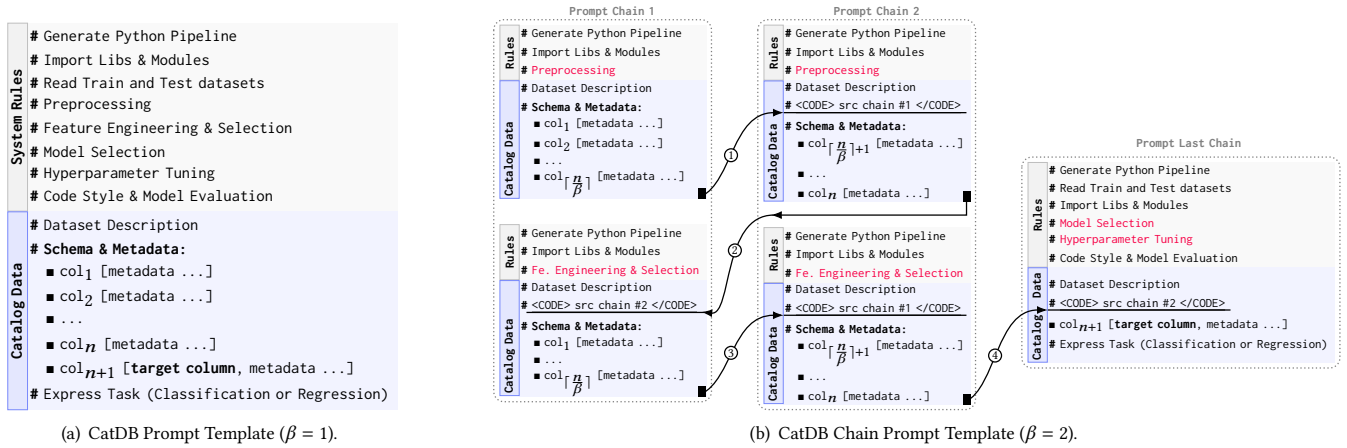 System Rules
# Generate Python Pipeline
# Import Libs & Modules
# Read Train and Test datasets
# Preprocessing
# Feature Engineering & Selection
# Model Selection
# Hyperparameter Tuning
# Code Style & Model Evaluation
Catalog Data
# Dataset Description
# Schema & Metadata:
■ col1 [metadata ...]
■ col2 [metadata ...]
■ ...
■ coln [metadata ...]
■ coln+1 [target column, metadata ...]
# Express Task (Classification or Regression)
(a) CatDB Prompt Template (β = 1).
Prompt Chain 1
Rules
# Generate Python Pipeline
# Import Libs & Modules
# Preprocessing
Catalog Data
# Dataset Description
# Schema & Metadata:
■ col1 [metadata ...]
■ col2 [metadata ...]
■ ...
■ col⌈n/β⌉ [metadata ...]
1
Rules
# Generate Python Pipeline
# Import Libs & Modules
# Fe. Engineering & Selection
Catalog Data
# Dataset Description
# <CODE> src chain #2 </CODE>
# Schema & Metadata:
■ col1 [metadata ...]
■ ...
■ col⌈n/β⌉ [metadata ...]
2
3
Prompt Chain 2
Rules
# Generate Python Pipeline
# Import Libs & Modules
# Preprocessing
Catalog Data
# Dataset Description
# <CODE> src chain #1 </CODE>
# Schema & Metadata:
■ col⌈n/β⌉+1 [metadata ...]
■ ...
■ coln [metadata ...]
Rules
# Generate Python Pipeline
# Import Libs & Modules
# Fe. Engineering & Selection
Catalog Data
# Dataset Description
# <CODE> src chain #1 </CODE>
# Schema & Metadata:
■ col⌈n/β⌉+1 [metadata ...]
■ ...
■ coln [metadata ...]
4
Prompt Last Chain
Rules
# Generate Python Pipeline
# Read Train and Test datasets
# Import Libs & Modules
# Model Selection
# Hyperparameter Tuning
# Code Style & Model Evaluation
Catalog Data
# Dataset Description
# <CODE> src chain #2 </CODE>
■ coln+1 [target column, metadata ...]
# Express Task (Classification or Regression)
(b) CatDB Chain Prompt Template (β = 2).